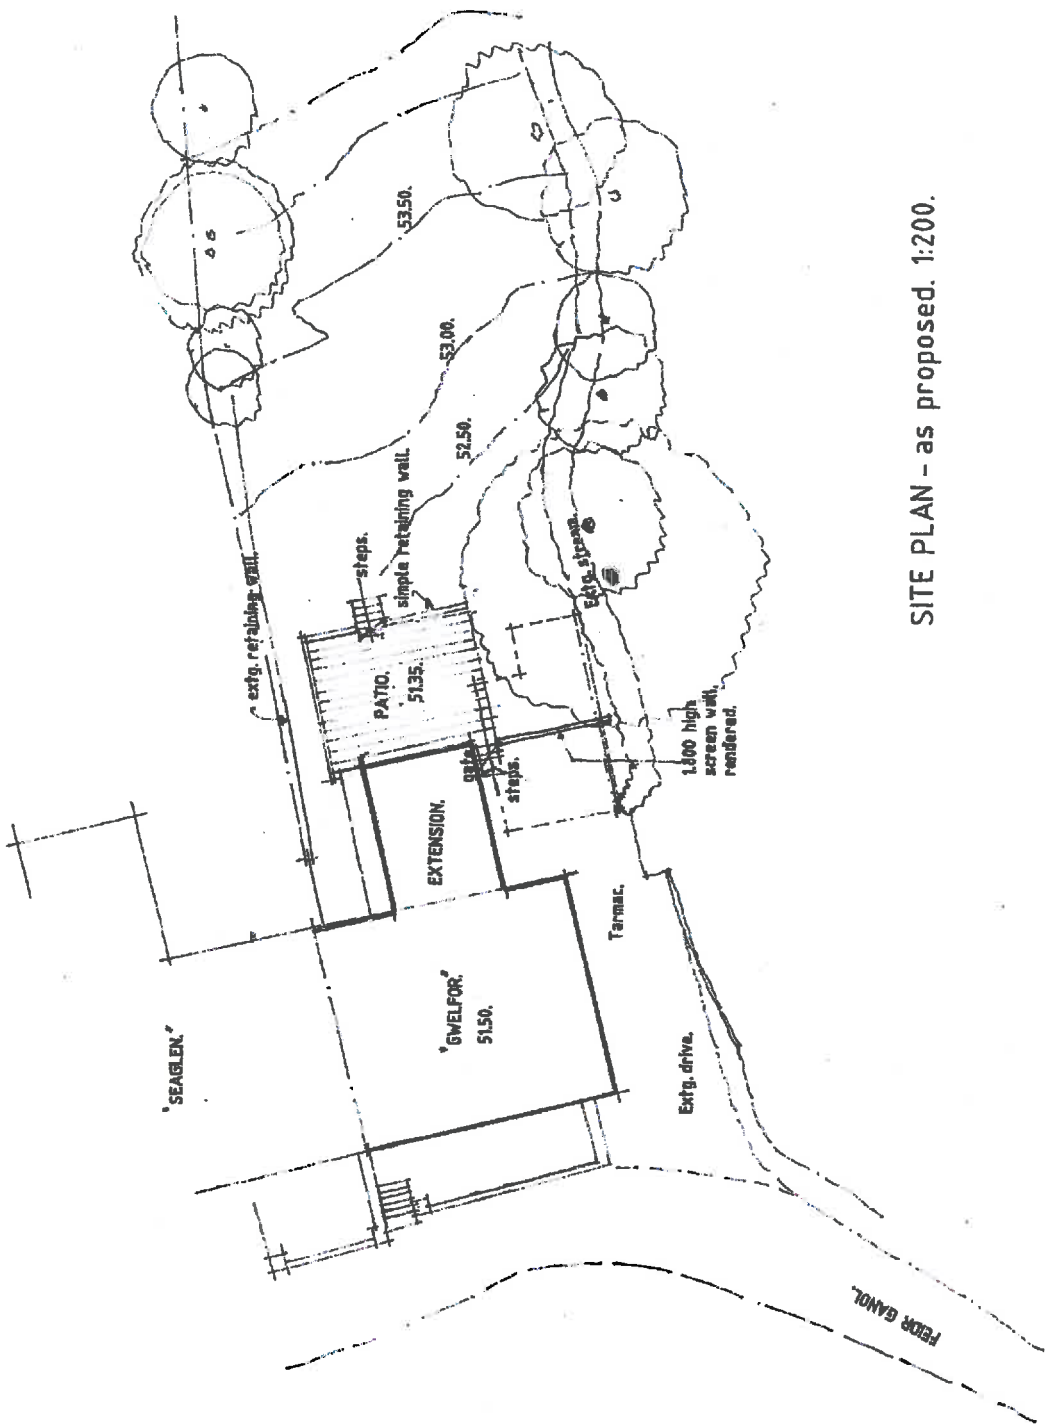 53.50.
53.00.
52.50.
steps.
simple retaining wall.
extg. retaining wall.
PATIO.
51.35.
Extg. stream.
gate.
steps.
1.800 high
screen wall,
rendered.
EXTENSION.
Tarmac.
"SEAGLEN."
"GWELFOR."
51.50.
Extg. drive.
FEIDR GANOL.
SITE PLAN - as proposed. 1:200.